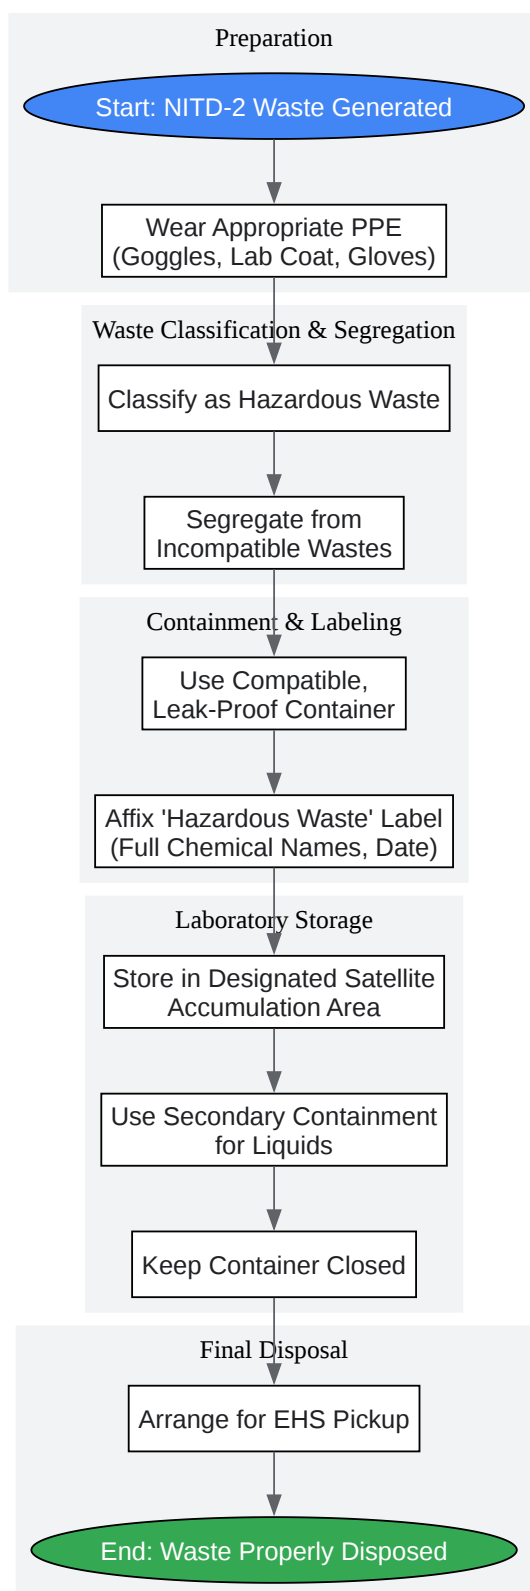 Preparation
Start: NITD-2 Waste Generated
Wear Appropriate PPE
(Goggles, Lab Coat, Gloves)
Waste Classification & Segregation
Classify as Hazardous Waste
Segregate from
Incompatible Wastes
Containment & Labeling
Use Compatible,
Leak-Proof Container
Affix 'Hazardous Waste' Label
(Full Chemical Names, Date)
Laboratory Storage
Store in Designated Satellite
Accumulation Area
Use Secondary Containment
for Liquids
Keep Container Closed
Final Disposal
Arrange for EHS Pickup
End: Waste Properly Disposed